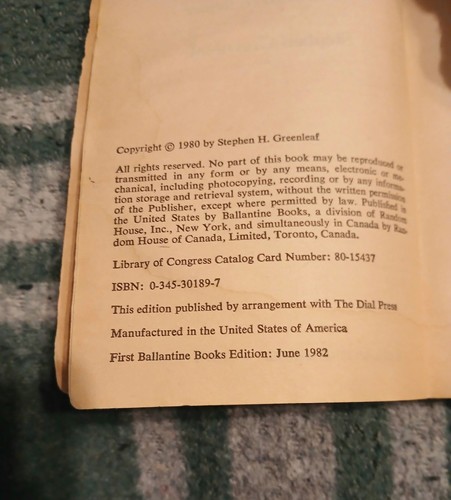 Copyright © 1980 by Stephen H. Greenleaf
All rights reserved. No part of this book may be reproduced or
transmitted in any form or by any means, electronic or me-
chanical, including photocopying, recording or by any informa-
tion storage and retrieval system, without the written permission
of the Publisher, except where permitted by law. Published in
the United States by Ballantine Books, a division of Random
House, Inc., New York, and simultaneously in Canada by Ran-
dom House of Canada, Limited, Toronto, Canada.
Library of Congress Catalog Card Number: 80-15437
ISBN: 0-345-30189-7
This edition published by arrangement with The Dial Press
Manufactured in the United States of America
First Ballantine Books Edition: June 1982